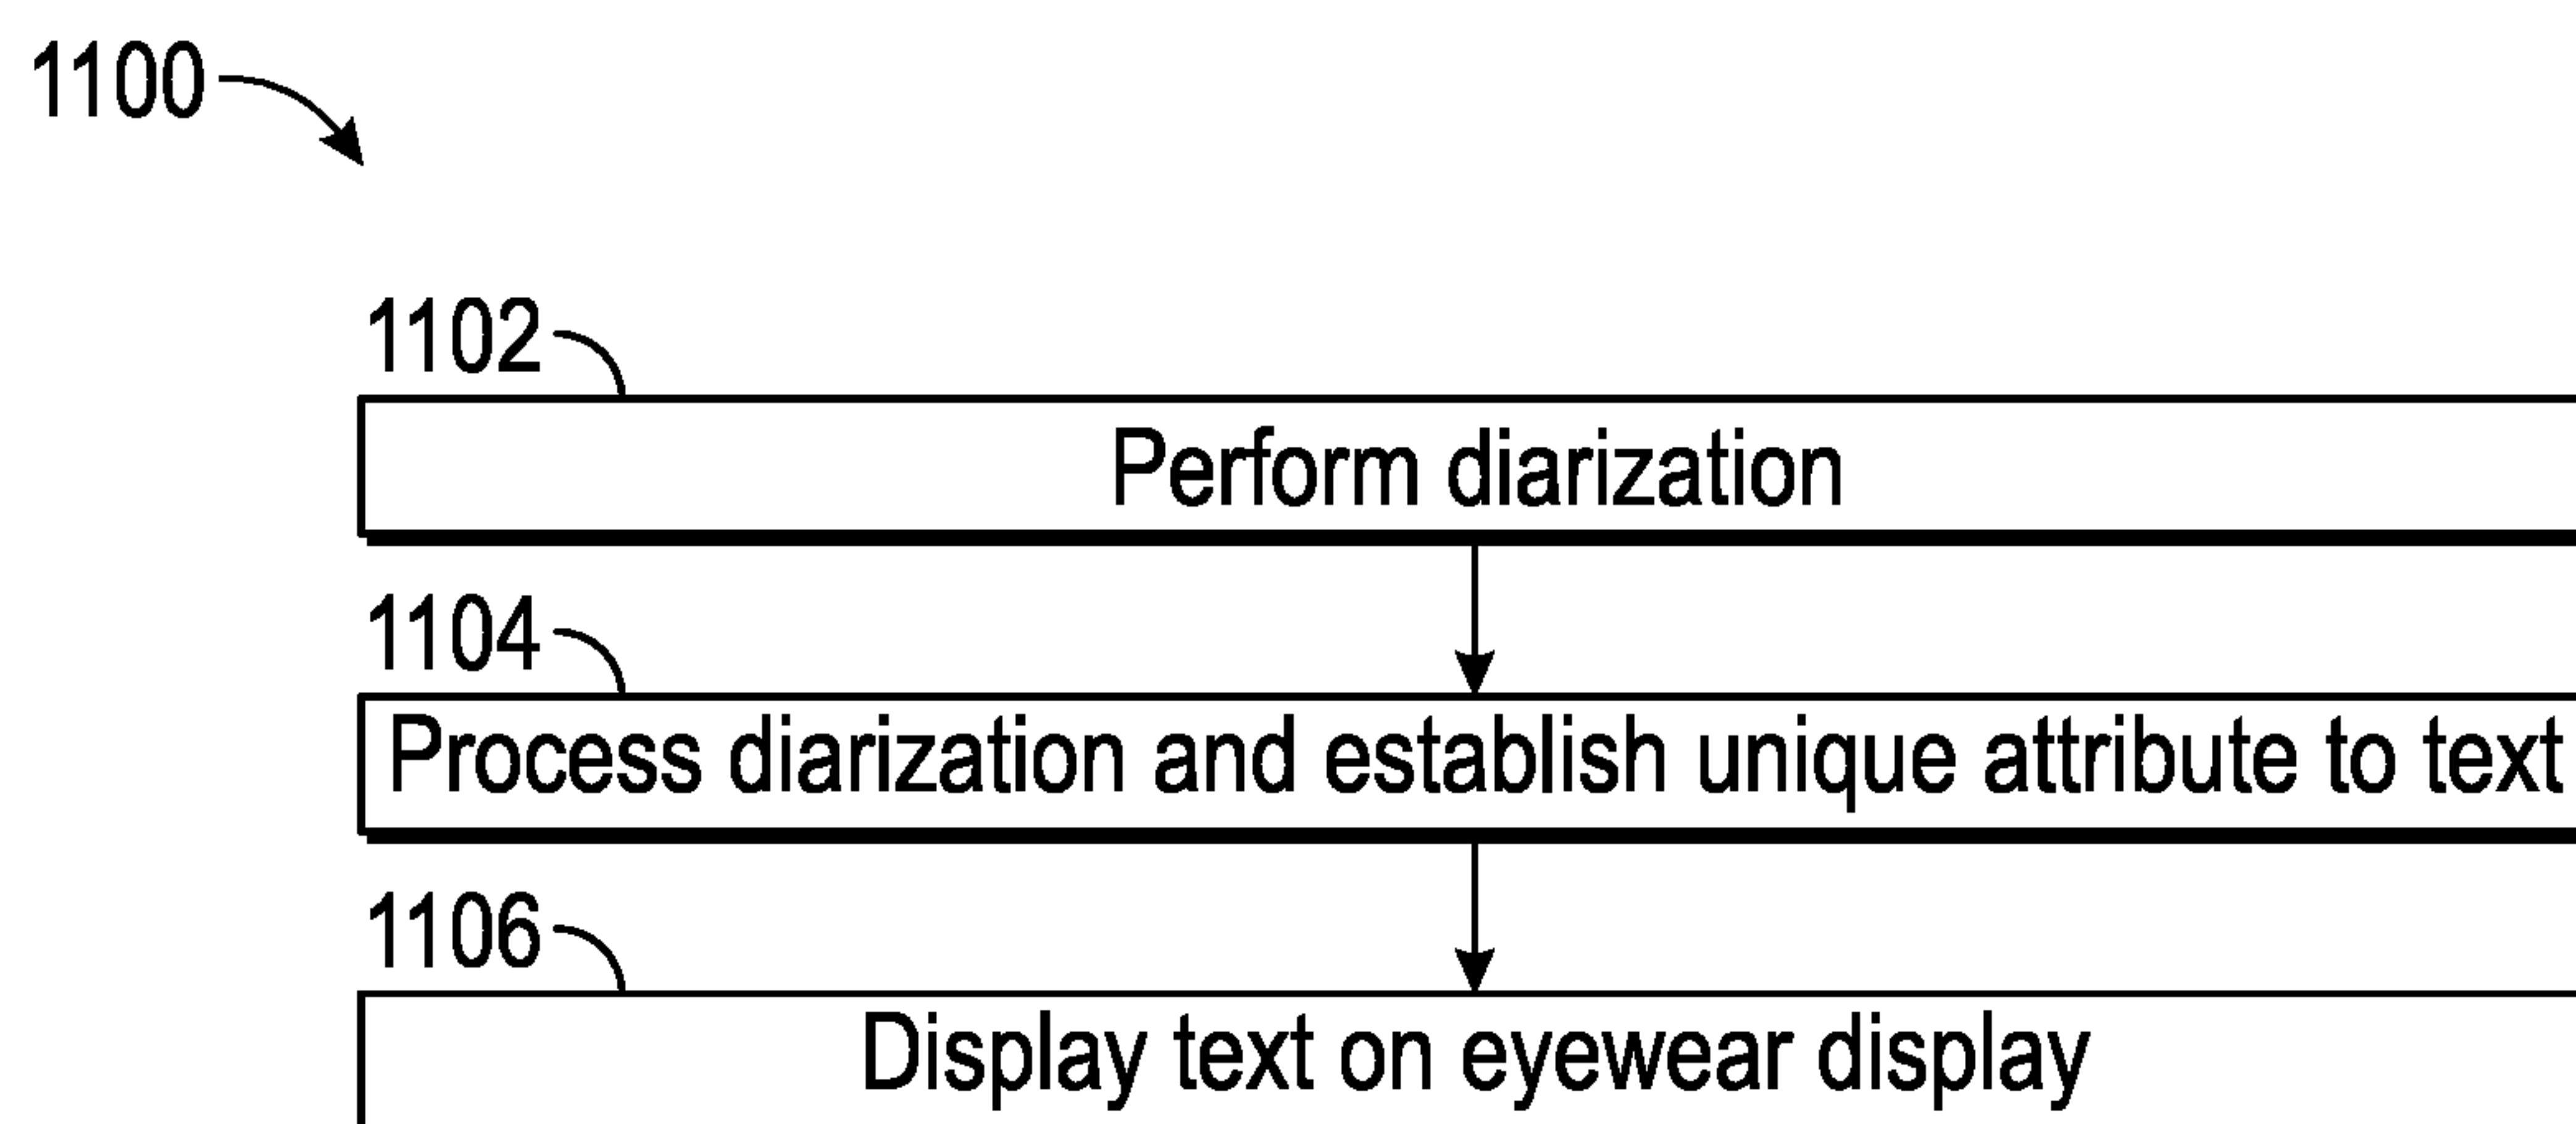 1100
1102
Perform diarization
1104
Process diarization and establish unique attribute to text
1106
Display text on eyewear display